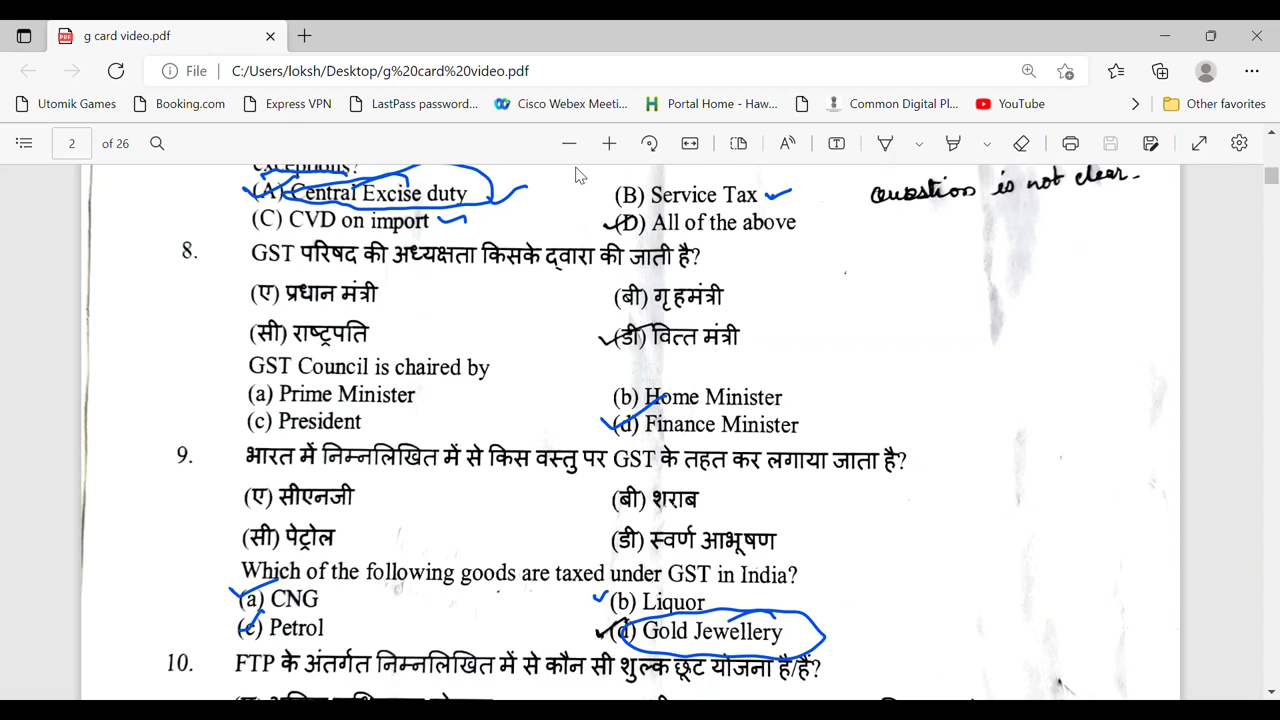 g card video.pdf
File C:/Users/loksh/Desktop/g%20card%20video.pdf
Utomik Games Booking.com Express VPN LastPass password... Cisco Webex Meeti... Portal Home - Haw... Common Digital Pl... YouTube Other favorites
2 of 26
exceptions?
(A) Central Excise duty (B) Service Tax question is not clear.
(C) CVD on import (D) All of the above
8. GST परिषद की अध्यक्षता किसके द्वारा की जाती है?
(ए) प्रधान मंत्री (बी) गृहमंत्री
(सी) राष्ट्रपति (डी) वित्त मंत्री
GST Council is chaired by
(a) Prime Minister (b) Home Minister
(c) President (d) Finance Minister
9. भारत में निम्नलिखित में से किस वस्तु पर GST के तहत कर लगाया जाता है?
(ए) सीएनजी (बी) शराब
(सी) पेट्रोल (डी) स्वर्ण आभूषण
Which of the following goods are taxed under GST in India?
(a) CNG (b) Liquor
(c) Petrol (d) Gold Jewellery
10. FTP के अंतर्गत निम्नलिखित में से कौन सी शुल्क छूट योजना है/हैं?